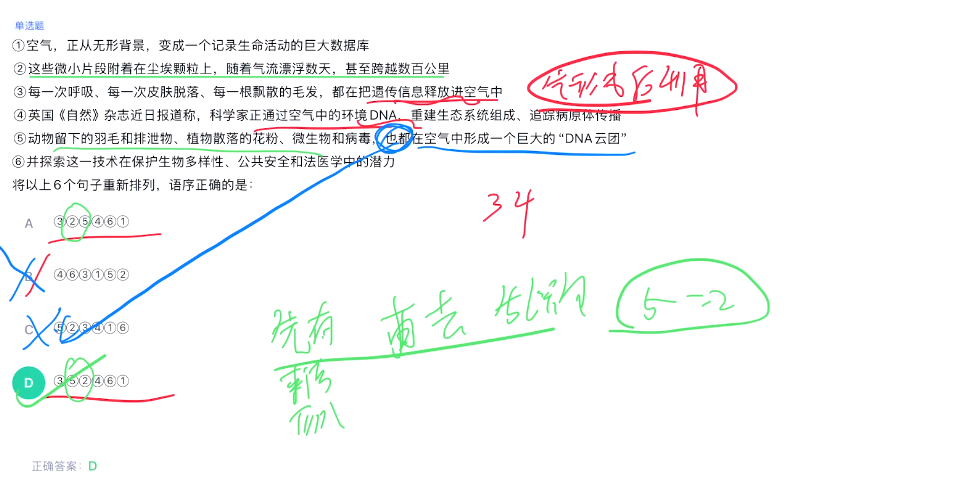 单选题
①空气，正从无形背景，变成一个记录生命活动的巨大数据库
②这些微小片段附着在尘埃颗粒上，随着气流漂浮数天，甚至跨越数百公里
③每一次呼吸、每一次皮肤脱落、每一根飘散的毛发，都在把遗传信息释放进空气中
④英国《自然》杂志近日报道称，科学家正通过空气中的环境DNA，重建生态系统组成、追踪病原体传播
⑤动物留下的羽毛和排泄物、植物散落的花粉、微生物和病毒，也都在空气中形成一个巨大的“DNA云团”
⑥并探索这一技术在保护生物多样性、公共安全和法医学中的潜力
将以上6个句子重新排列，语序正确的是：
34
A ③②⑤④⑥①
B ④⑥③①⑤②
先有 再去
5-=2
C ⑤②③④①⑥
D ③⑤②④⑥①
正确答案：D